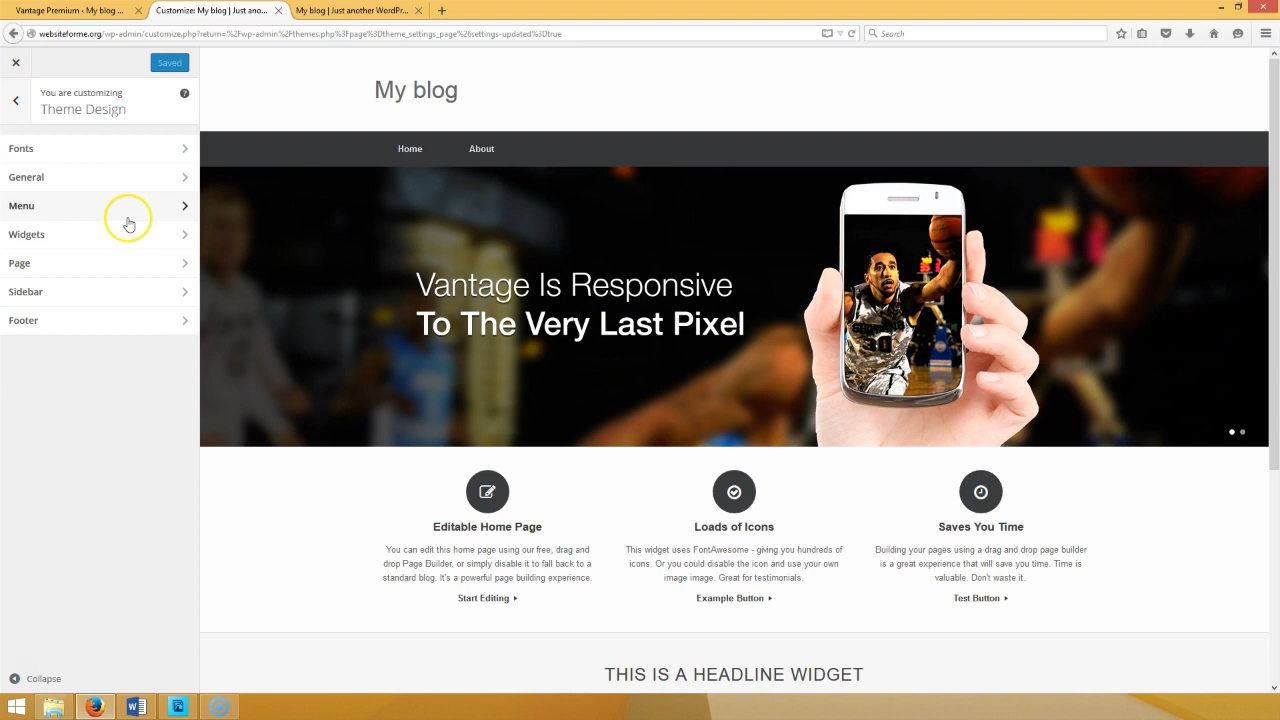 Vantage Premium ‹ My blog ...
Customize: My blog | Just ano...
My blog | Just another WordPR...
websiteforme.org/wp-admin/customize.php?return=%2Fwp-admin%2Fthemes.php%3Fpage%3Dtheme_settings_page%26settings-updated%3Dtrue
Search
Saved
You are customizing
Theme Design
Fonts
General
Menu
Widgets
Page
Sidebar
Footer
Collapse
My blog
Home
About
Vantage Is Responsive
To The Very Last Pixel
30
Editable Home Page
You can edit this home page using our free, drag and
drop Page Builder, or simply disable it to fall back to a
standard blog. It's a powerful page building experience.
Start Editing
Loads of Icons
This widget uses FontAwesome - giving you hundreds of
icons. Or you could disable the icon and use your own
image image. Great for testimonials.
Example Button
Saves You Time
Building your pages using a drag and drop page builder
is a great experience that will save you time. Time is
valuable. Don't waste it.
Test Button
THIS IS A HEADLINE WIDGET